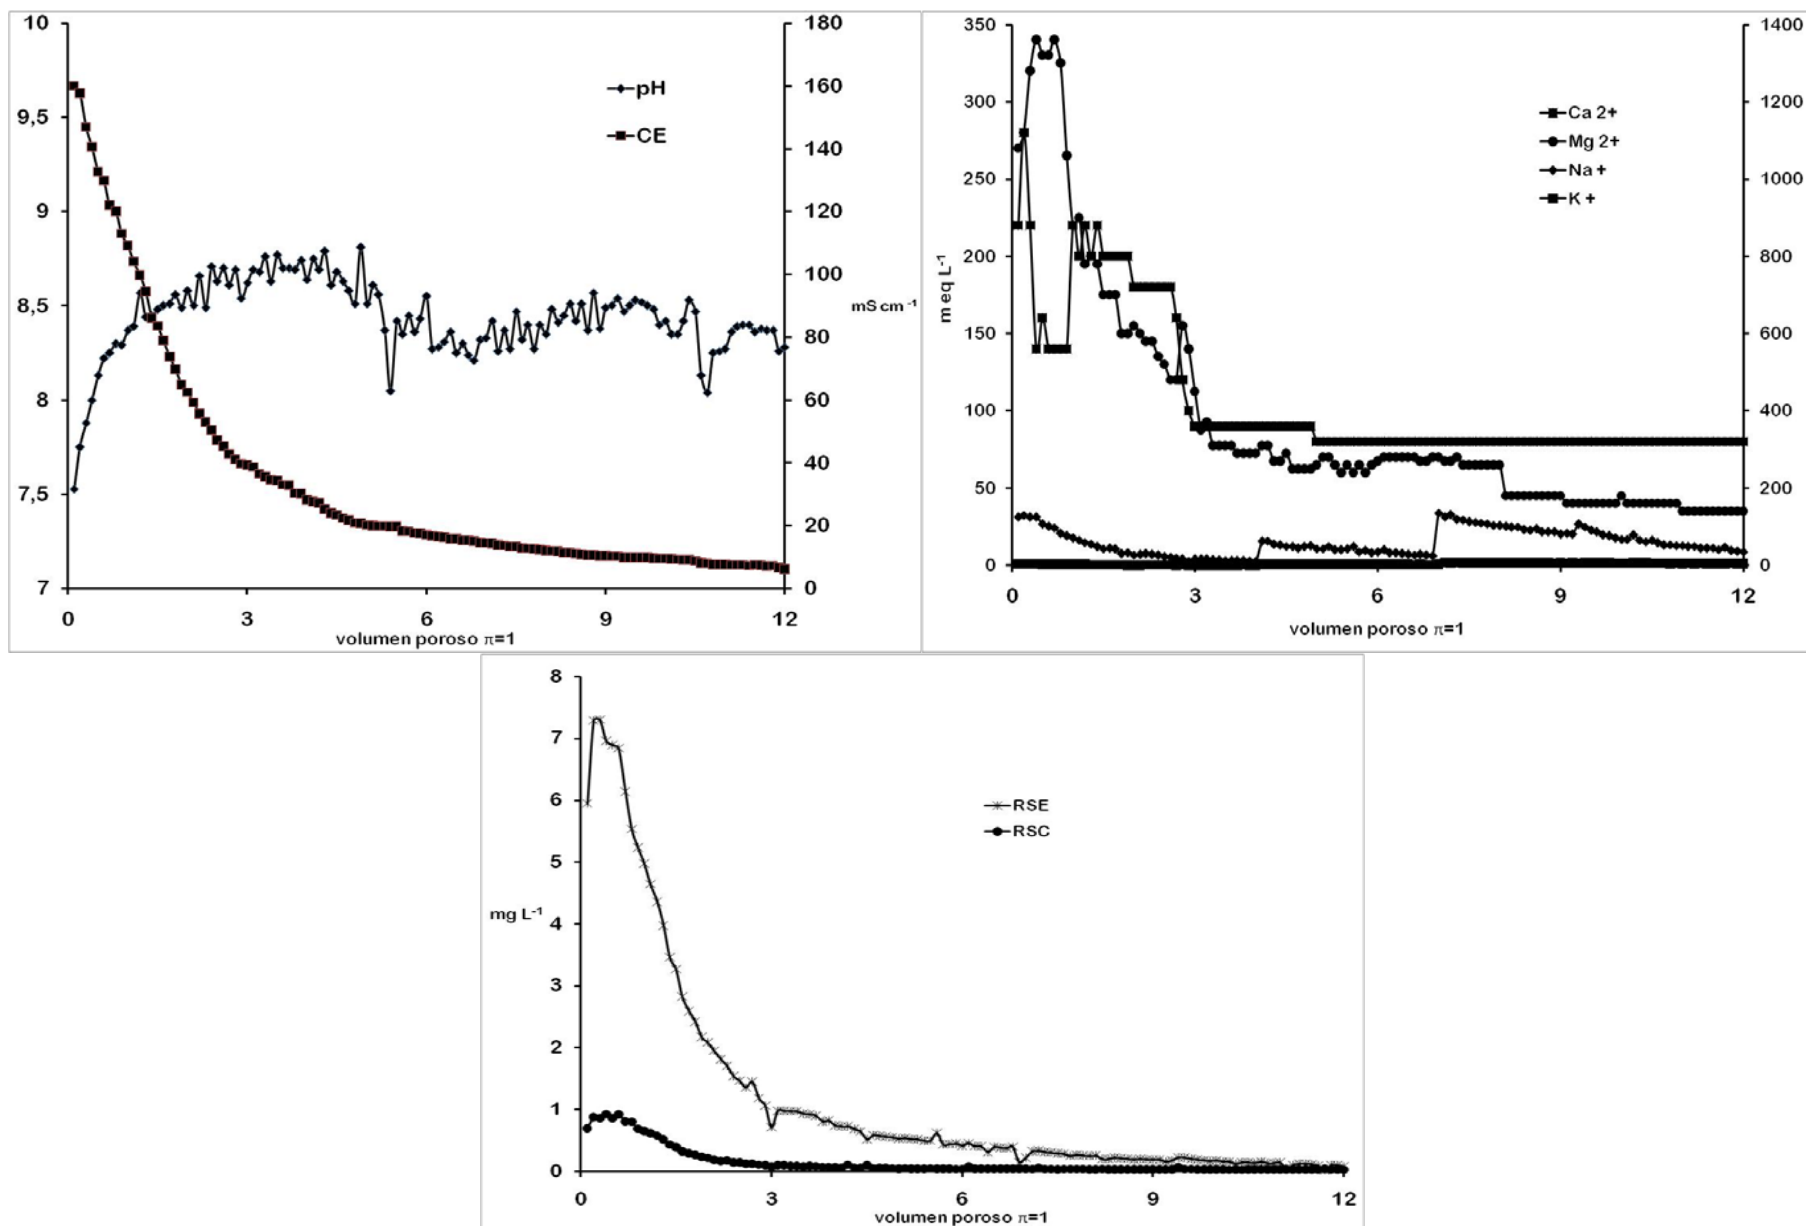 10
9,5
9
8,5
8
7,5
7
180
160
140
120
100
80
60
40
20
0
pH
CE
mS cm⁻¹
0 3 6 9 12
volumen poroso π=1
350
300
250
200
150
100
50
0
m eq L⁻¹
1400
1200
1000
800
600
400
200
0
Ca 2+
Mg 2+
Na +
K +
0 3 6 9 12
volumen poroso π=1
8
7
6
5
4
3
2
1
0
mg L⁻¹
RSE
RSC
0 3 6 9 12
volumen poroso π=1